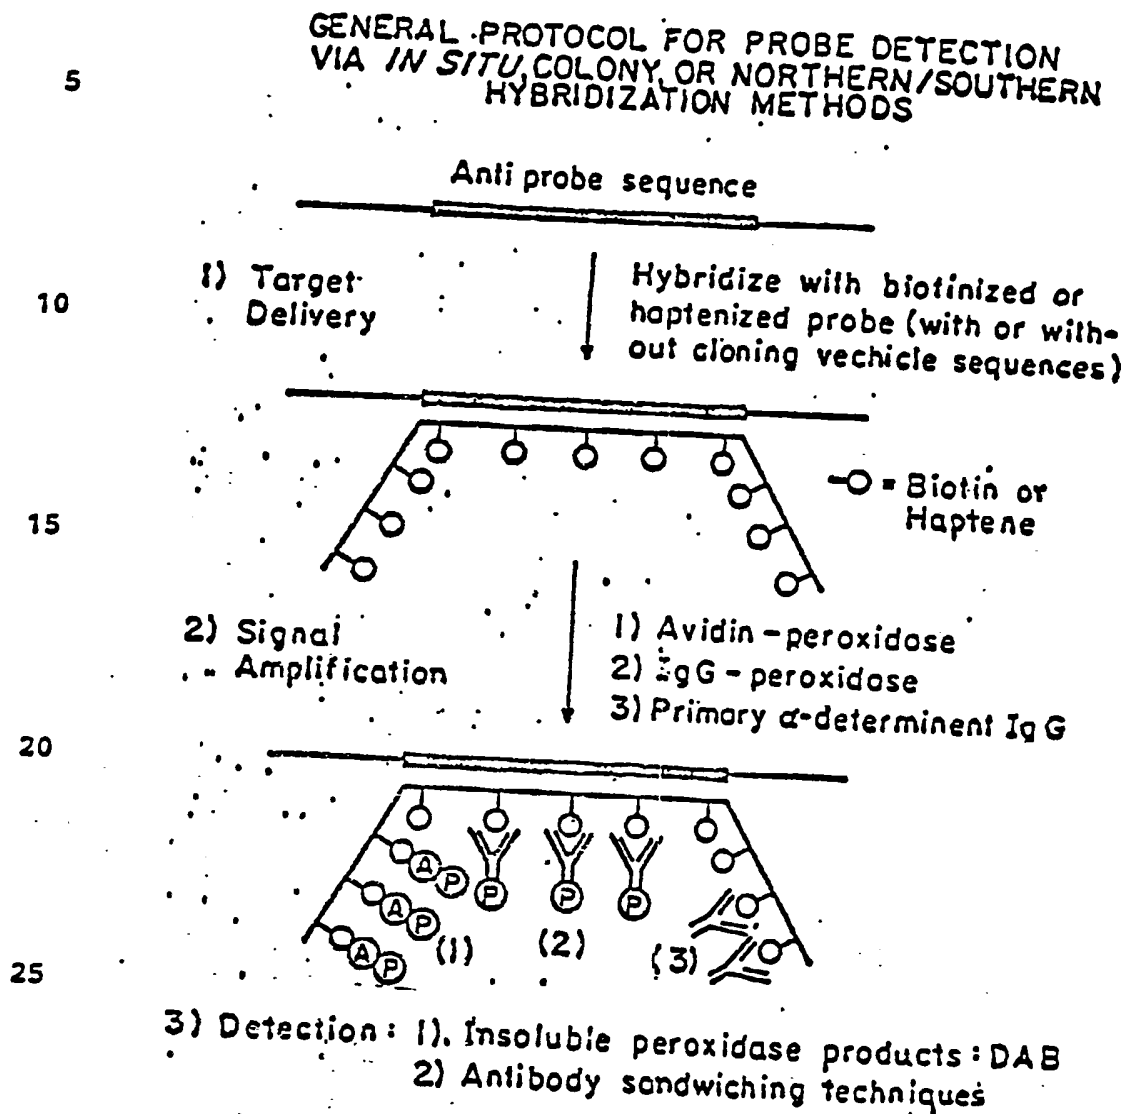 GENERAL PROTOCOL FOR PROBE DETECTION
5
VIA IN SITU, COLONY, OR NORTHERN/SOUTHERN
HYBRIDIZATION METHODS
Anti probe sequence
1) Target
Delivery
10
Hybridize with biotinized or
haptenized probe (with or with-
out cloning vechicle sequences)
= Biotin or
Haptene
15
2) Signal
Amplification
1) Avidin - peroxidase
2) IgG - peroxidase
3) Primary α-determinent IgG
20
A P
A P
A P
P
P
P
(1)
(2)
(3)
25
3) Detection: 1). Insoluble peroxidase products: DAB
2) Antibody sandwiching techniques